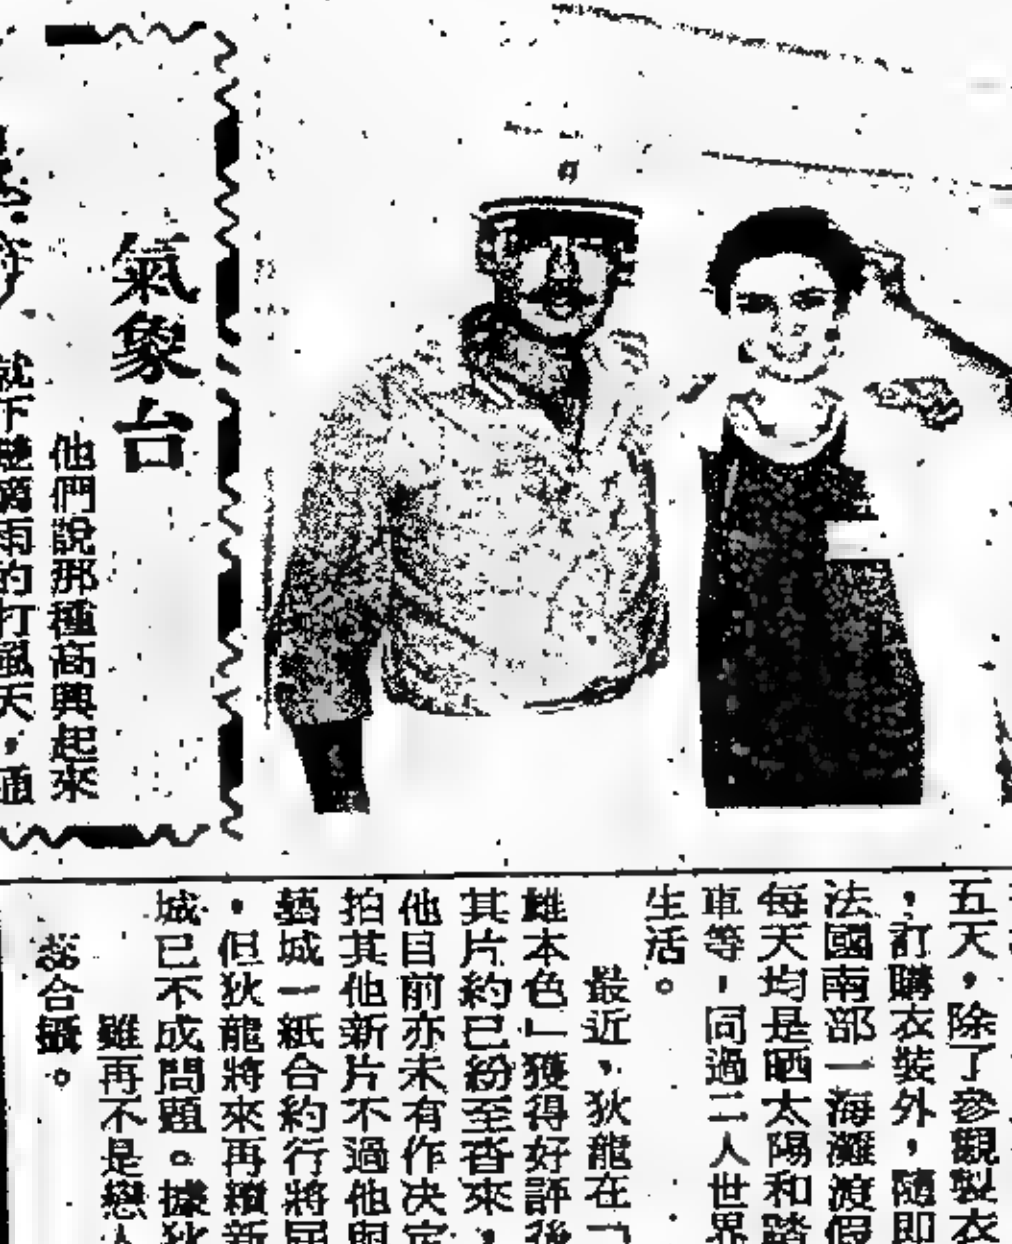 五天，除了參觀製衣
，訂購衣裝外，隨即
法國南部一海灘渡假
每天均是晒太陽和踏
車等，同過二人世界
生活。
最近，狄龍在「
雄本色」獲得好評後
其片約已紛至沓來，
他目前亦未有作決定
拍其他新片不過他與
藝城一紙合約行將屆
，但狄龍將來再續新
城已不成問題。據狄
雖再不是戀人
蕊合攝。
氣象台
他們說那種高興起來
就下
雨的打風天，通